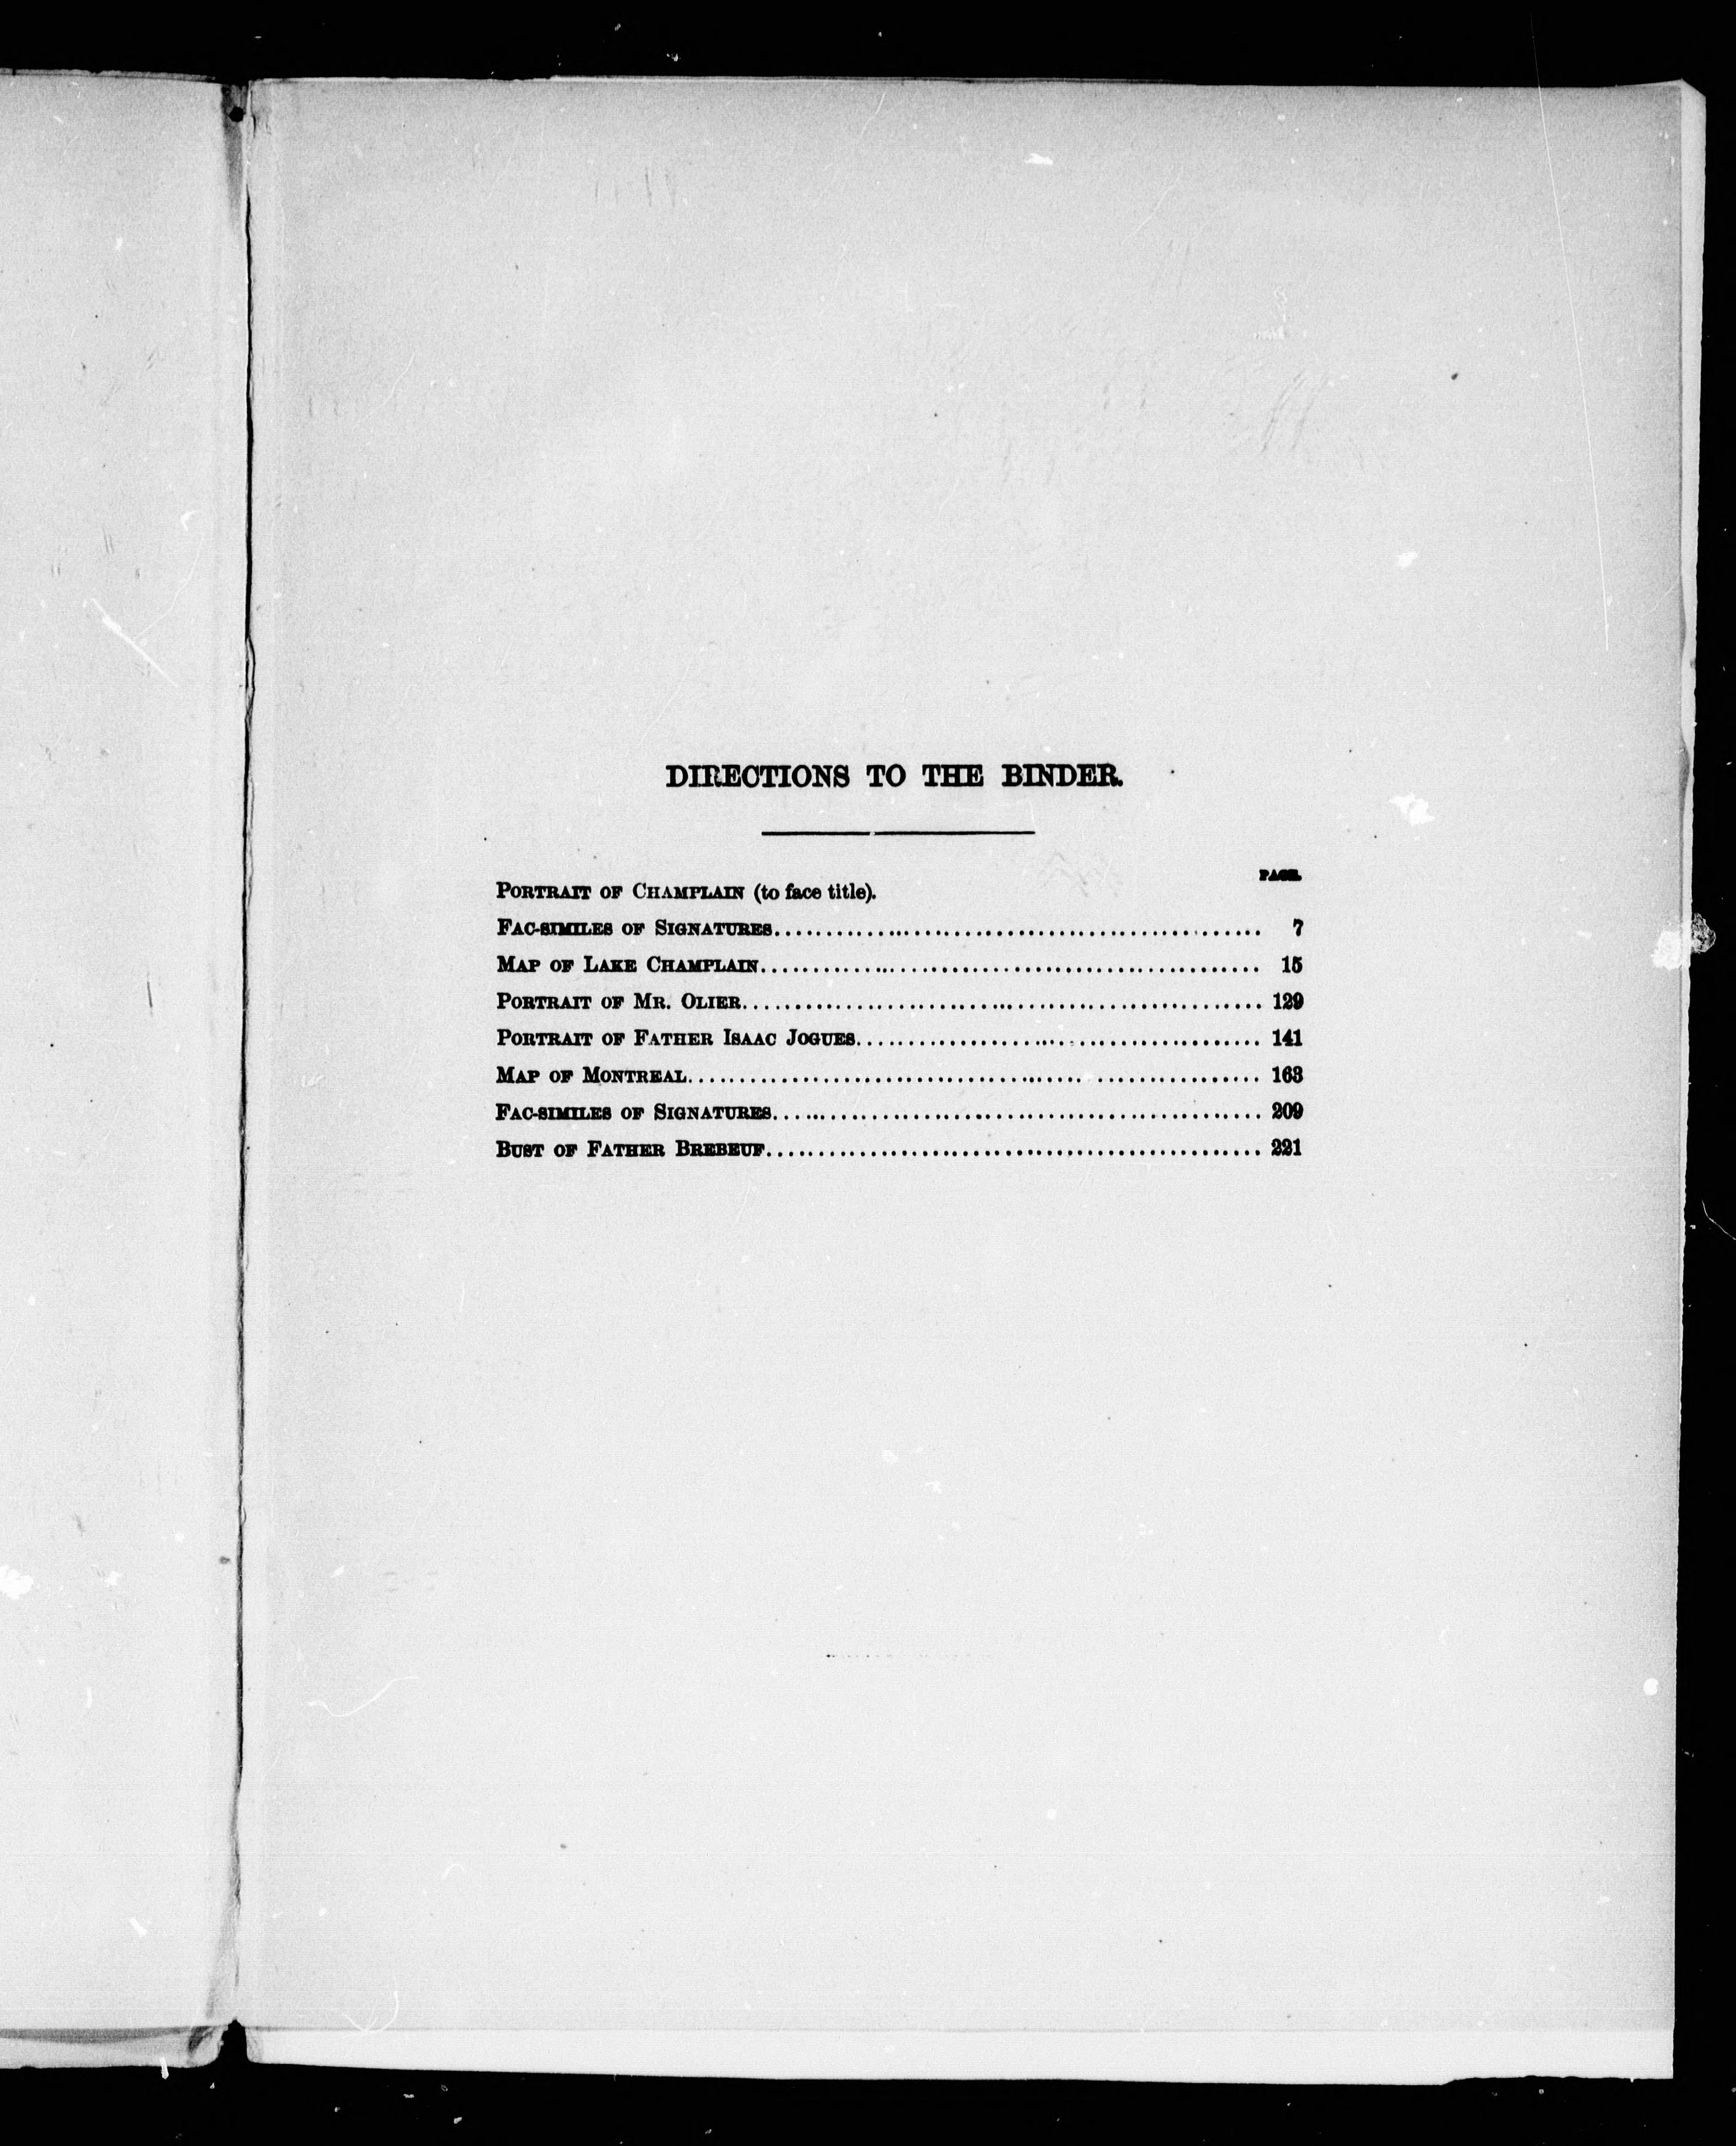 DIRECTIONS TO THE BINDER.
PAGE.
PORTRAIT OF CHAMPLAIN (to face title).
FAC-SIMILES OF SIGNATURES........................................................ 7
MAP OF LAKE CHAMPLAIN........................................................ 15
PORTRAIT OF MR. OLIER........................................................ 129
PORTRAIT OF FATHER ISAAC JOGUES........................................ 141
MAP OF MONTREAL........................................................ 163
FAC-SIMILES OF SIGNATURES........................................................ 209
BUST OF FATHER BREBEUF........................................................ 221